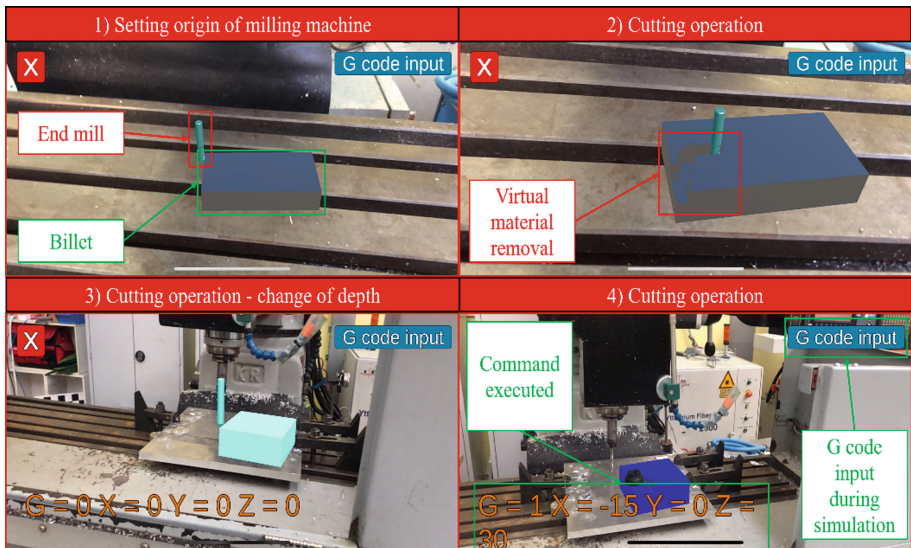 1) Setting origin of milling machine
X
G code input
End mill
Billet
2) Cutting operation
X
G code input
Virtual
material
removal
3) Cutting operation - change of depth
X
G code input
KR
G = 0 X = 0 Y = 0 Z = 0
4) Cutting operation
G code input
Command
executed
Fiber
G code
input
during
simulation
G = 1 X = -15 Y = 0 Z =
30